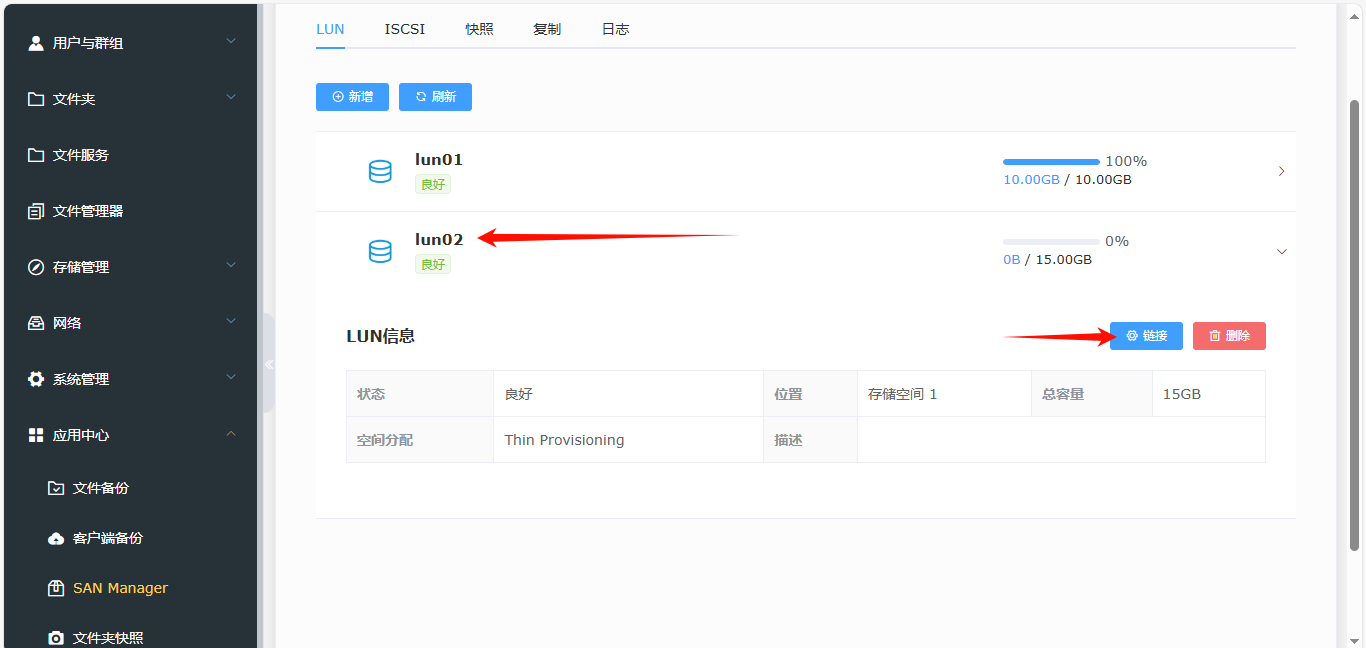 用户与群组
文件夹
文件服务
文件管理器
存储管理
网络
系统管理
应用中心
文件备份
客户端备份
SAN Manager
文件夹快照
LUN ISCSI 快照 复制 日志
新增 刷新
lun01
良好
100%
10.00GB / 10.00GB
lun02
良好
0%
0B / 15.00GB
LUN信息
链接 删除
状态 良好 位置 存储空间 1 总容量 15GB
空间分配 Thin Provisioning 描述